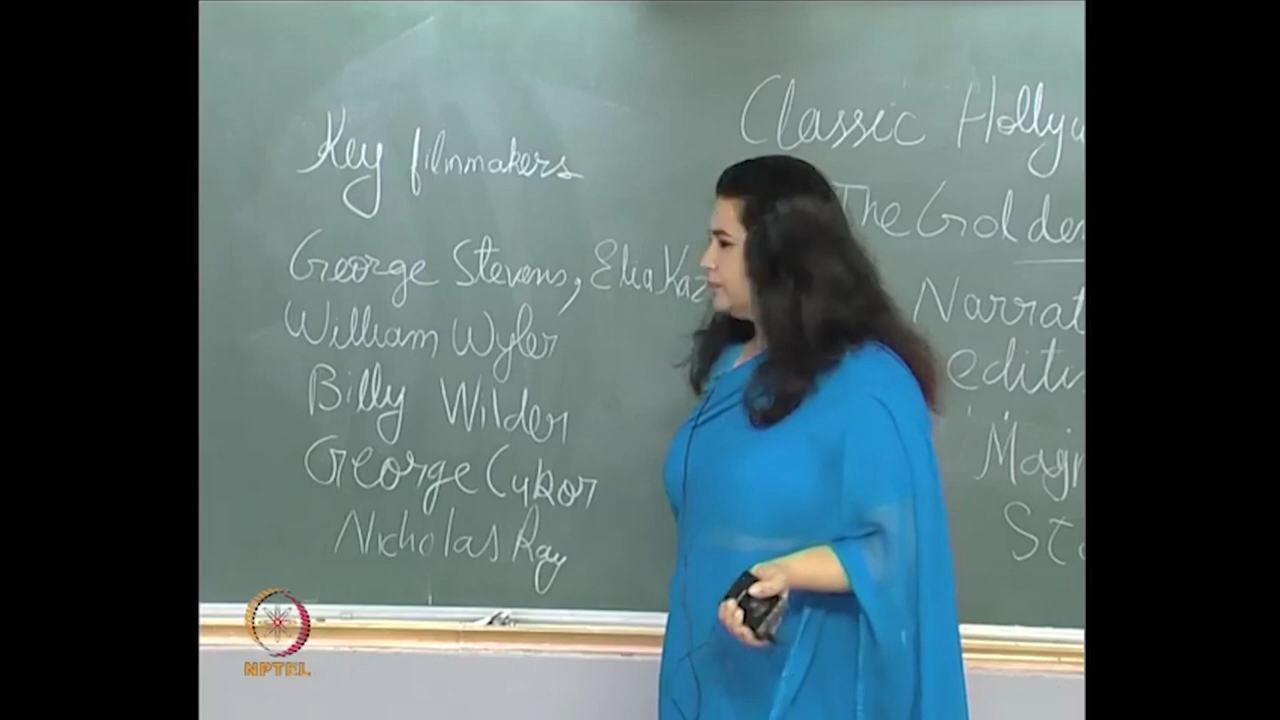 Key filmmakers
George Stevens, Elia Kaz
William Wyler
Billy Wilder
George Cukor
Nicholas Ray
Classic Hollyw
The Golden
Narrat
editi
Magn
St
NPTEL